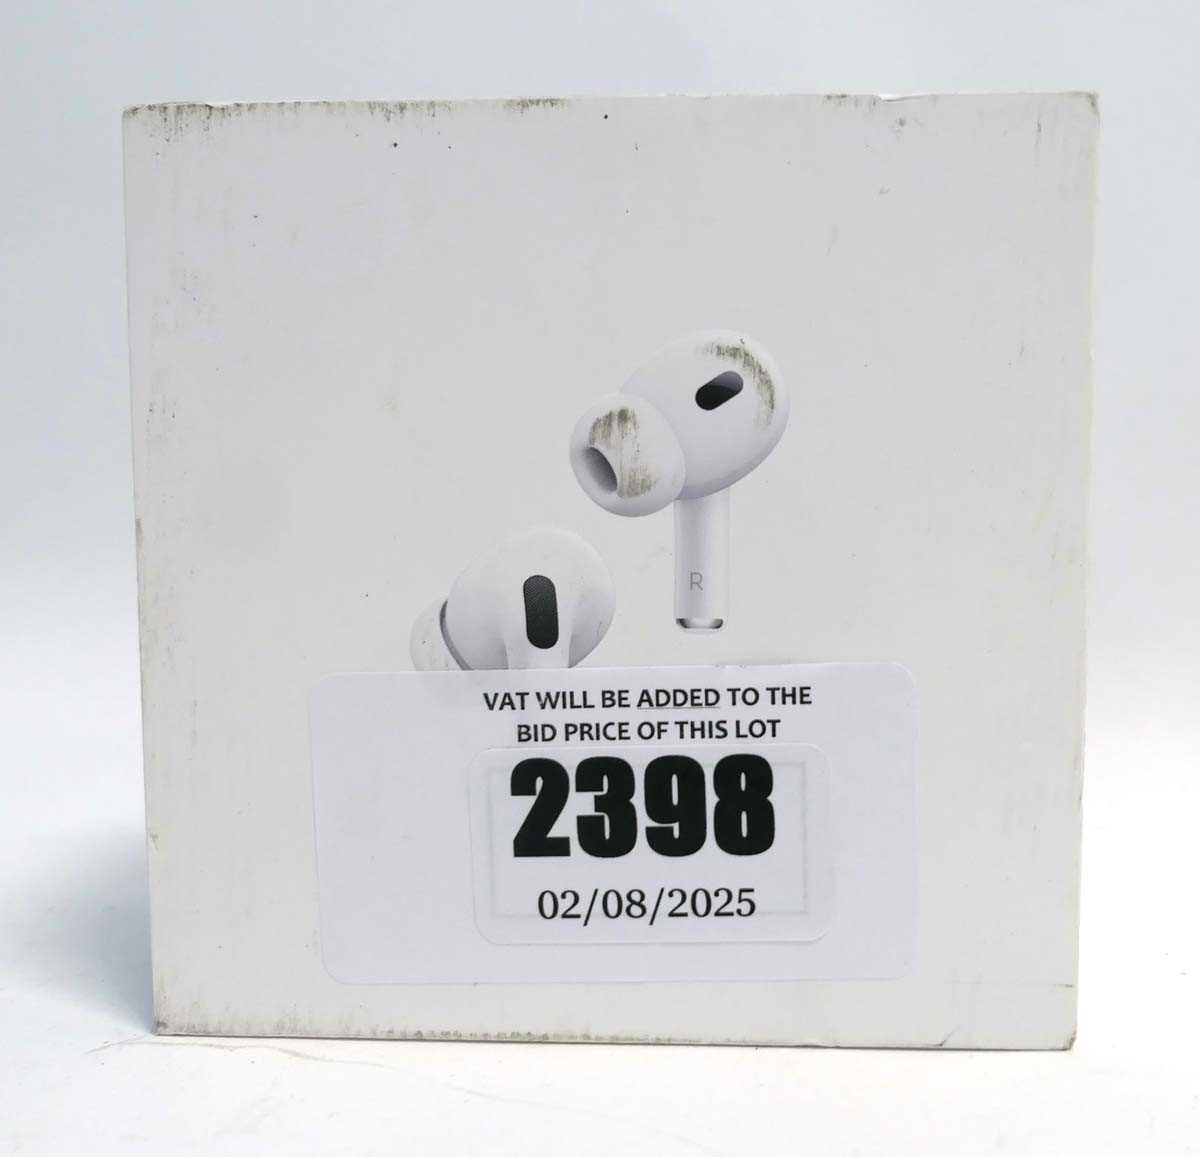 R
VAT WILL BE ADDED TO THE
BID PRICE OF THIS LOT
2398
02/08/2025